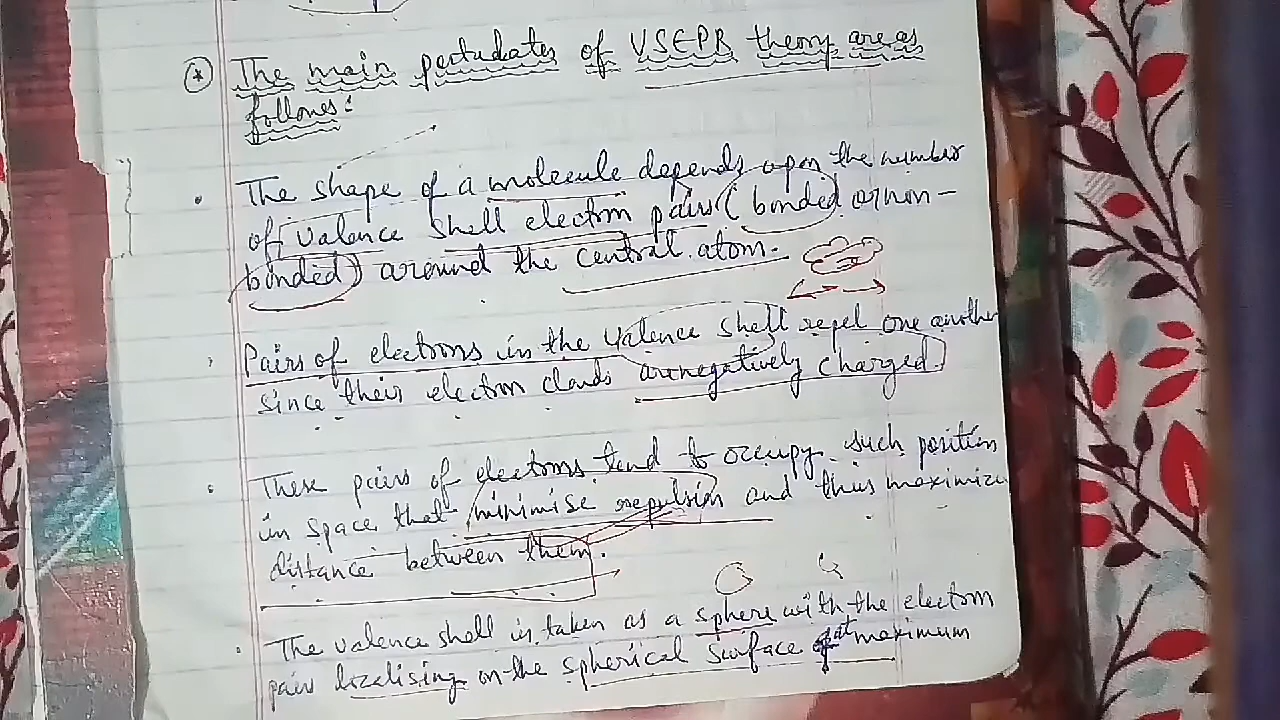 The main postulates of VSEPR theory are as
follows:
The shape of a molecule depends upon the number
of valence shell electron pairs (bonded or non-
bonded) around the central atom.
Pairs of electrons in the valence shell repel one another
since their electron clouds are negatively charged.
These pairs of electrons tend to occupy such position
in space that minimise repulsion and thus maximize
distance between them.
The valence shell is taken as a sphere with the electron
pair localising on the spherical surface at maximum